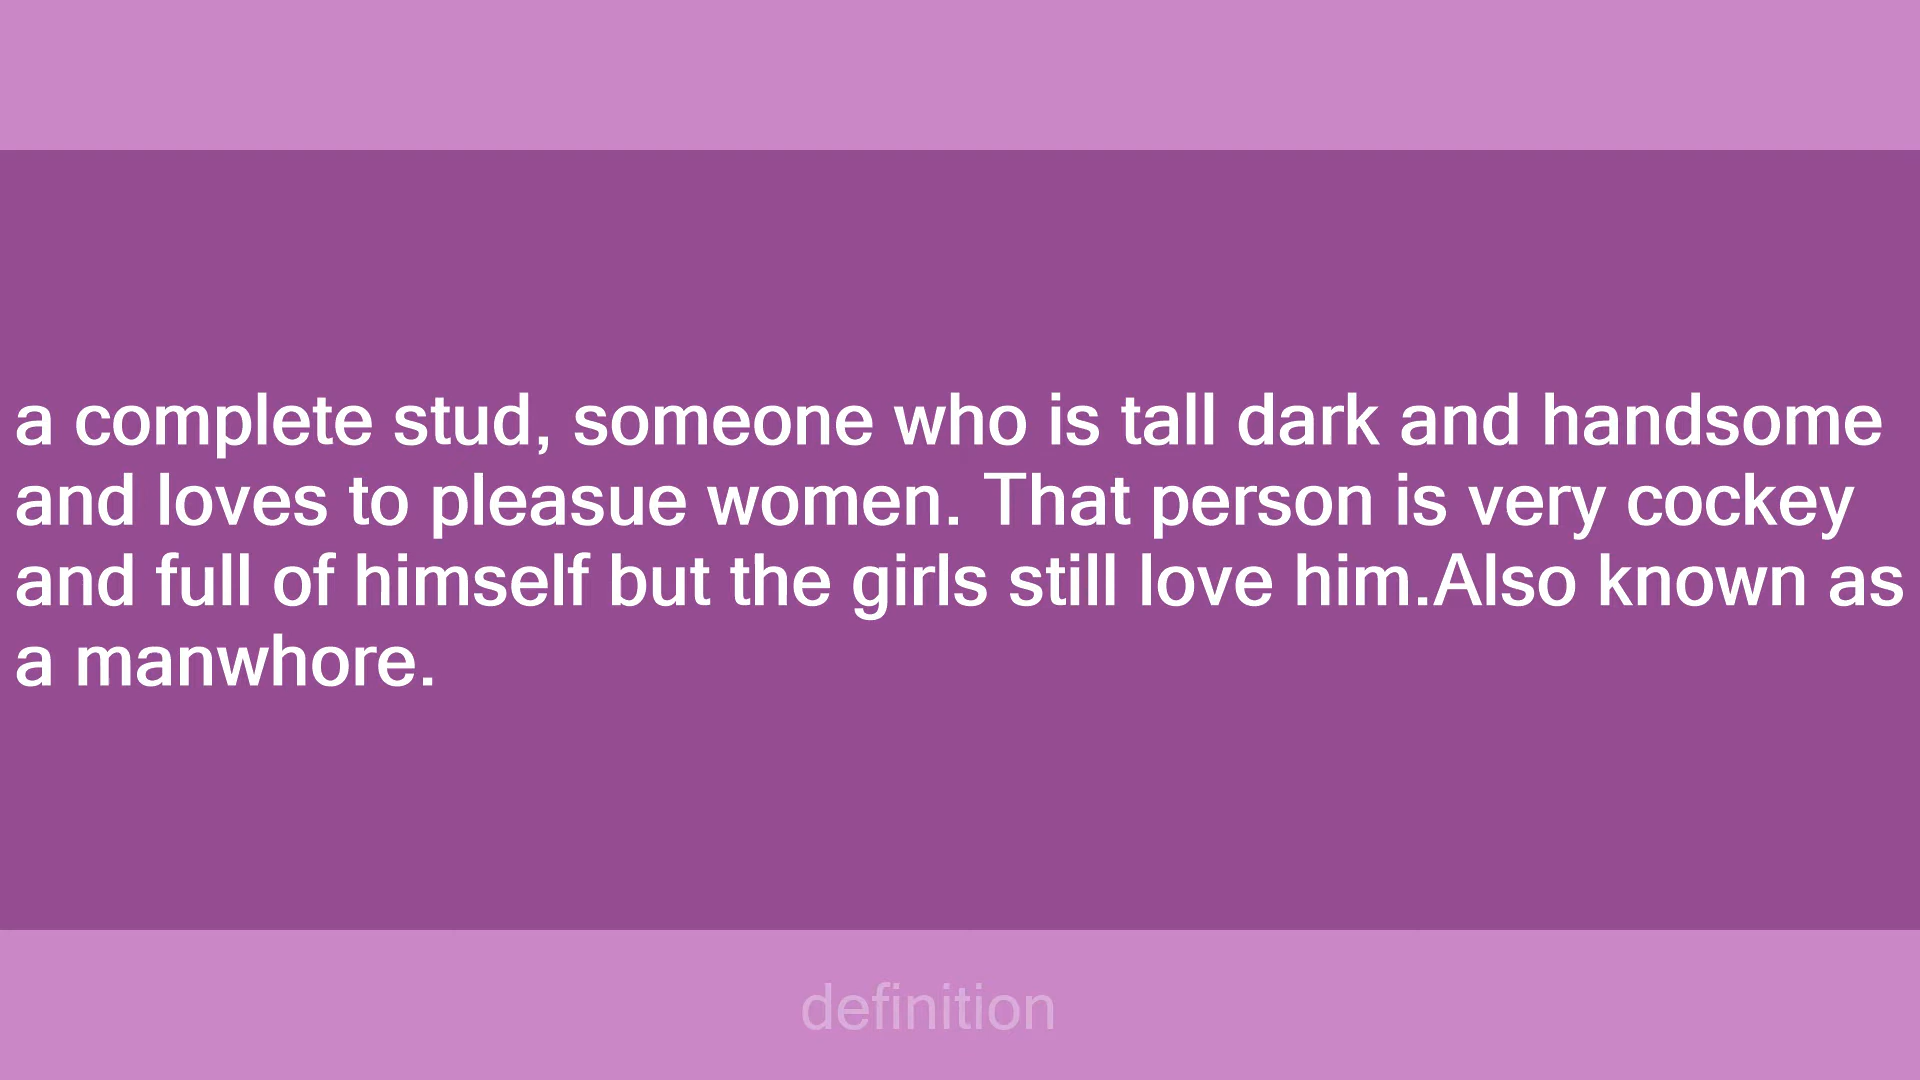 a complete stud, someone who is tall dark and handsome
and loves to pleasue women. That person is very cockey
and full of himself but the girls still love him.Also known as
a manwhore.
definition